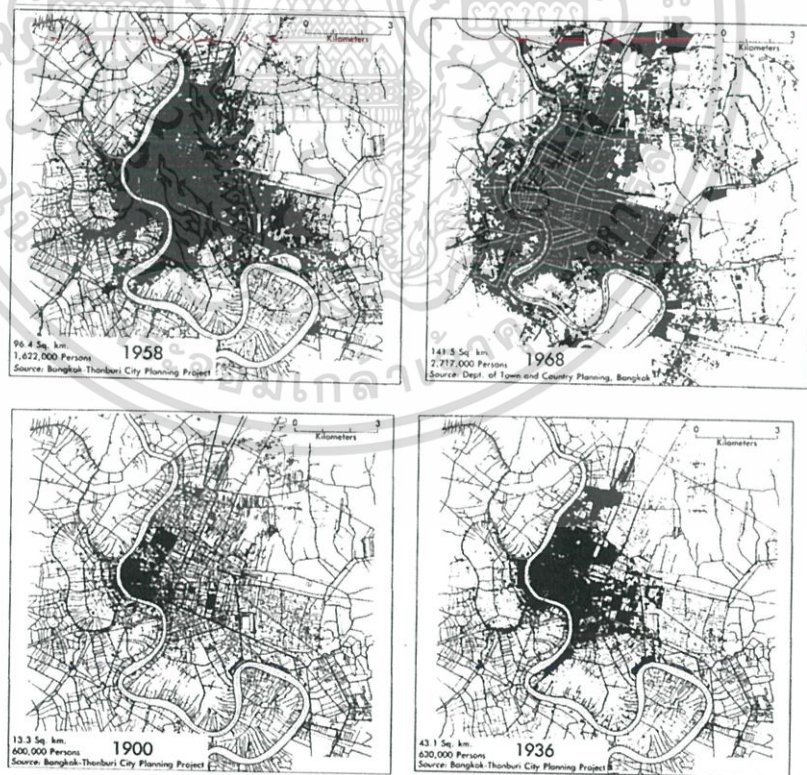 0 3
Kilometers
96.4 Sq. km.
1,622,000 Persons
1958
Source: Bangkok-Thonburi City Planning Project
0 3
Kilometers
141.5 Sq. km.
2,717,000 Persons
1968
Source: Dept. of Town and Country Planning, Bangkok
0 3
Kilometers
13.3 Sq. km.
600,000 Persons
1900
Source: Bangkok-Thonburi City Planning Project
0 3
Kilometers
43.1 Sq. km.
630,000 Persons
1936
Source: Bangkok-Thonburi City Planning Project